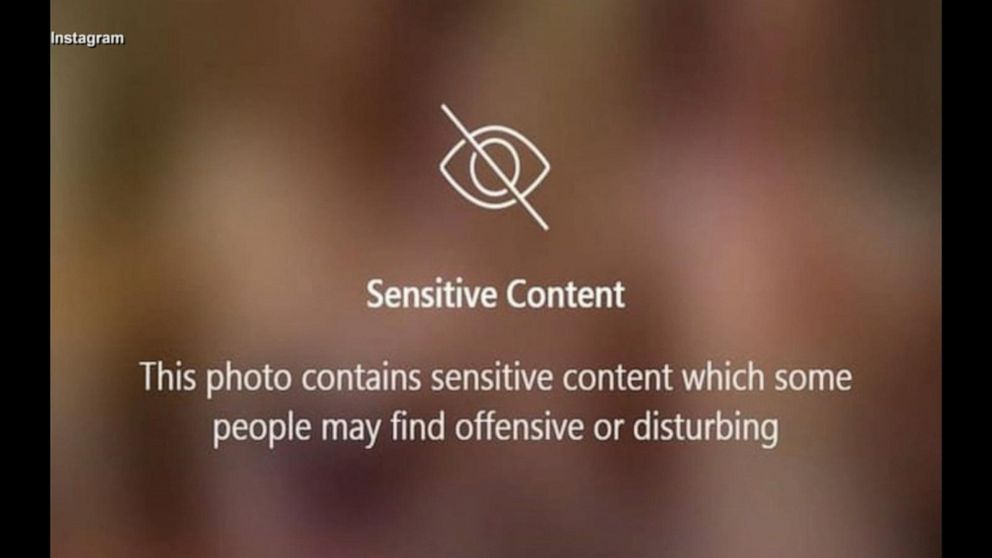 Instagram
Sensitive Content
This photo contains sensitive content which some
people may find offensive or disturbing